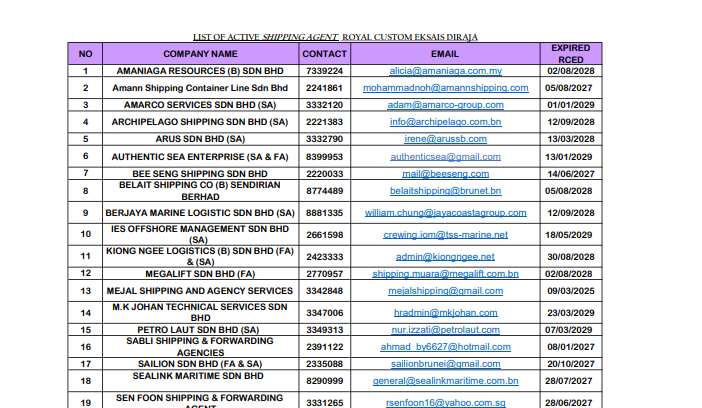 LIST OF ACTIVE SHIPPING AGENT ROYAL CUSTOM EKSAIS DIRAJA
NO COMPANY NAME CONTACT EMAIL EXPIRED RCED
1 AMANIAGA RESOURCES (B) SDN BHD 7339224 alicia@amaniaga.com.my 02/08/2028
2 Amann Shipping Container Line Sdn Bhd 2241861 mohammadnoh@amannshipping.com 05/08/2027
3 AMARCO SERVICES SDN BHD (SA) 3332120 adam@amarco-group.com 01/01/2029
4 ARCHIPELAGO SHIPPING SDN BHD 2221383 info@archipelago.com.bn 12/09/2028
5 ARUS SDN BHD (SA) 3332790 irene@arussb.com 13/03/2028
6 AUTHENTIC SEA ENTERPRISE (SA & FA) 8399953 authenticsea@gmail.com 13/01/2029
7 BEE SENG SHIPPING SDN BHD 2220033 mail@beeseng.com 14/06/2027
8 BELAIT SHIPPING CO (B) SENDIRIAN BERHAD 8774489 belaitshipping@brunet.bn 05/08/2028
9 BERJAYA MARINE LOGISTIC SDN BHD (SA) 8881335 william.chung@jayacoastagroup.com 12/09/2028
10 IES OFFSHORE MANAGEMENT SDN BHD (SA) 2661598 crewing.iom@tss-marine.net 18/05/2029
11 KIONG NGEE LOGISTICS (B) SDN BHD (FA) & (SA) 2423333 admin@kiongngee.net 30/08/2028
12 MEGALIFT SDN BHD (FA) 2770957 shipping.muara@megalift.com.bn 02/08/2028
13 MEJAL SHIPPING AND AGENCY SERVICES 3342848 mejalshipping@gmail.com 09/03/2025
14 M.K JOHAN TECHNICAL SERVICES SDN BHD 3347006 hradmin@mkjohan.com 23/03/2029
15 PETRO LAUT SDN BHD (SA) 3349313 nur.izzati@petrolaut.com 07/03/2029
16 SABLI SHIPPING & FORWARDING AGENCIES 2391122 ahmad_by6627@hotmail.com 08/01/2027
17 SAILION SDN BHD (FA & SA) 2335088 sailionbrunei@gmail.com 20/10/2027
18 SEALINK MARITIME SDN BHD 8290999 general@sealinkmaritime.com.bn 28/07/2027
19 SEN FOON SHIPPING & FORWARDING AGENT 3331265 rsenfoon16@yahoo.com.sg 28/06/2027